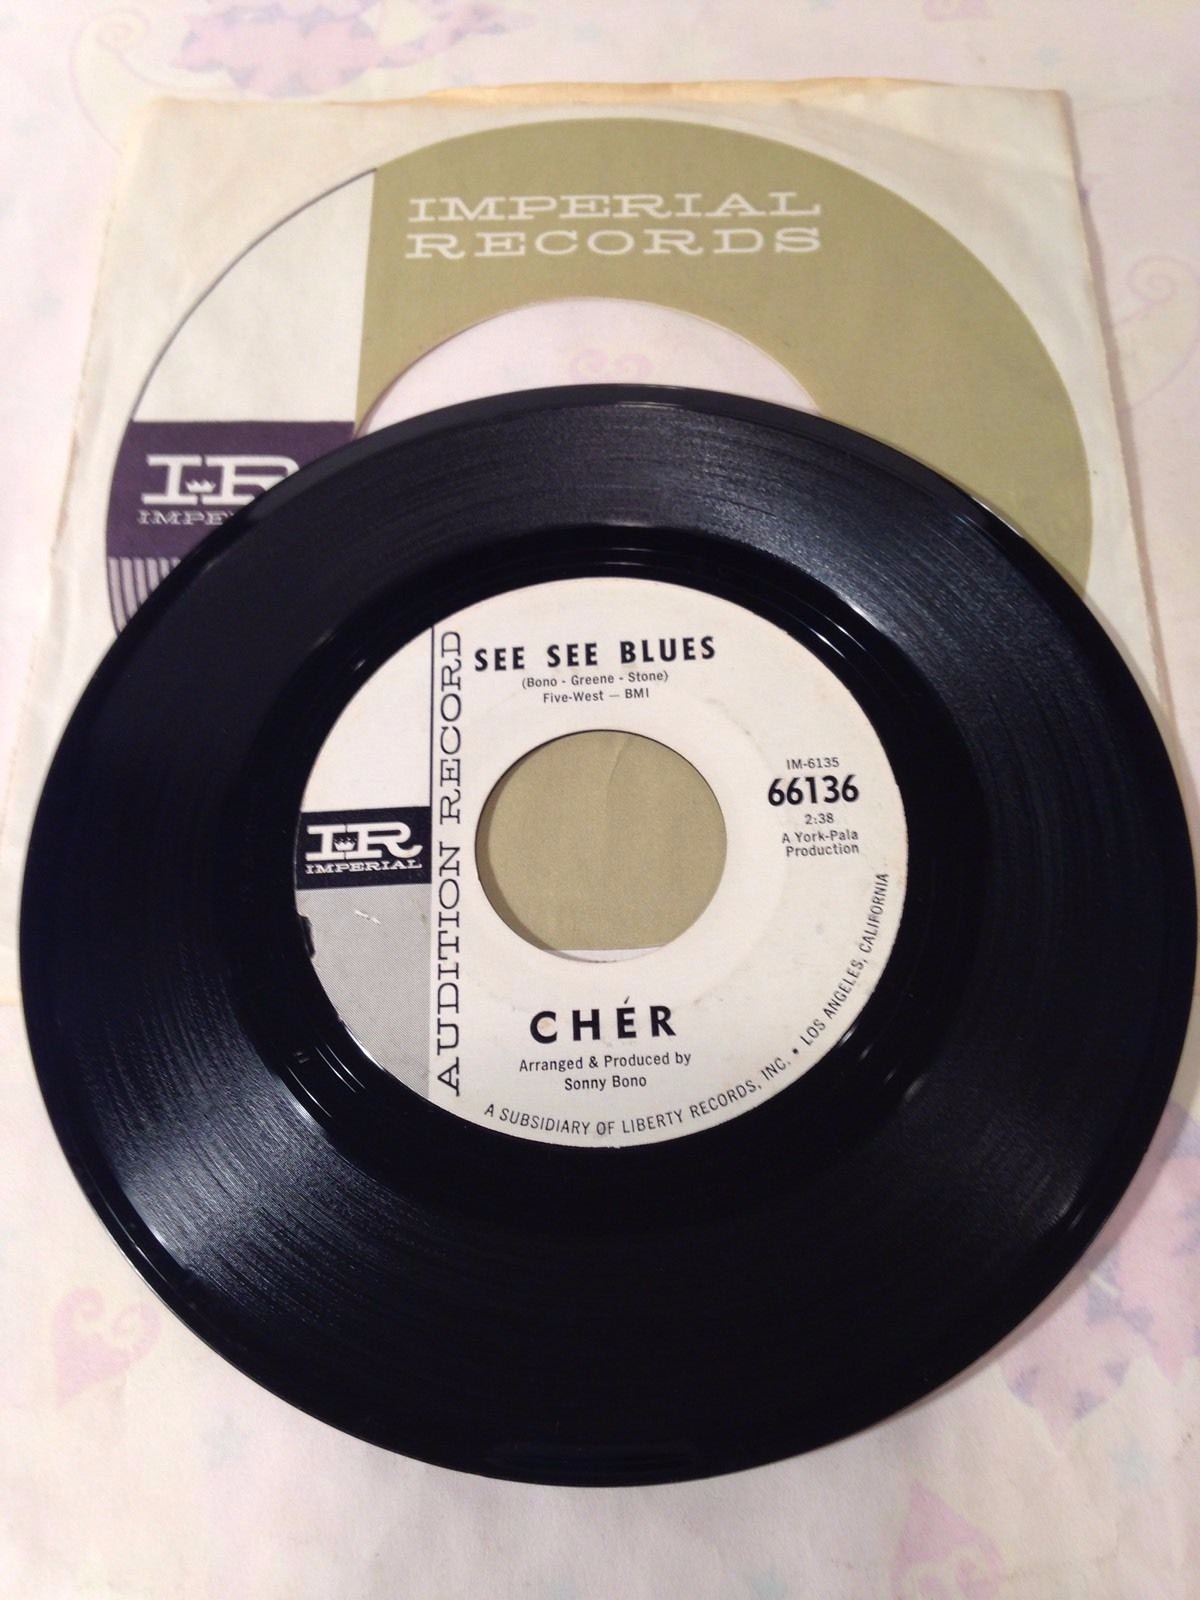 IMPERIAL
RECORDS
IR
IMPE
SEE SEE BLUES
(Bono - Greene - Stone)
Five-West — BMI
AUDITION RECORD
IM-6135
66136
2:38
A York-Pala
Production
IR
IMPERIAL
CHÉR
Arranged & Produced by
Sonny Bono
A SUBSIDIARY OF LIBERTY RECORDS, INC. • LOS ANGELES, CALIFORNIA